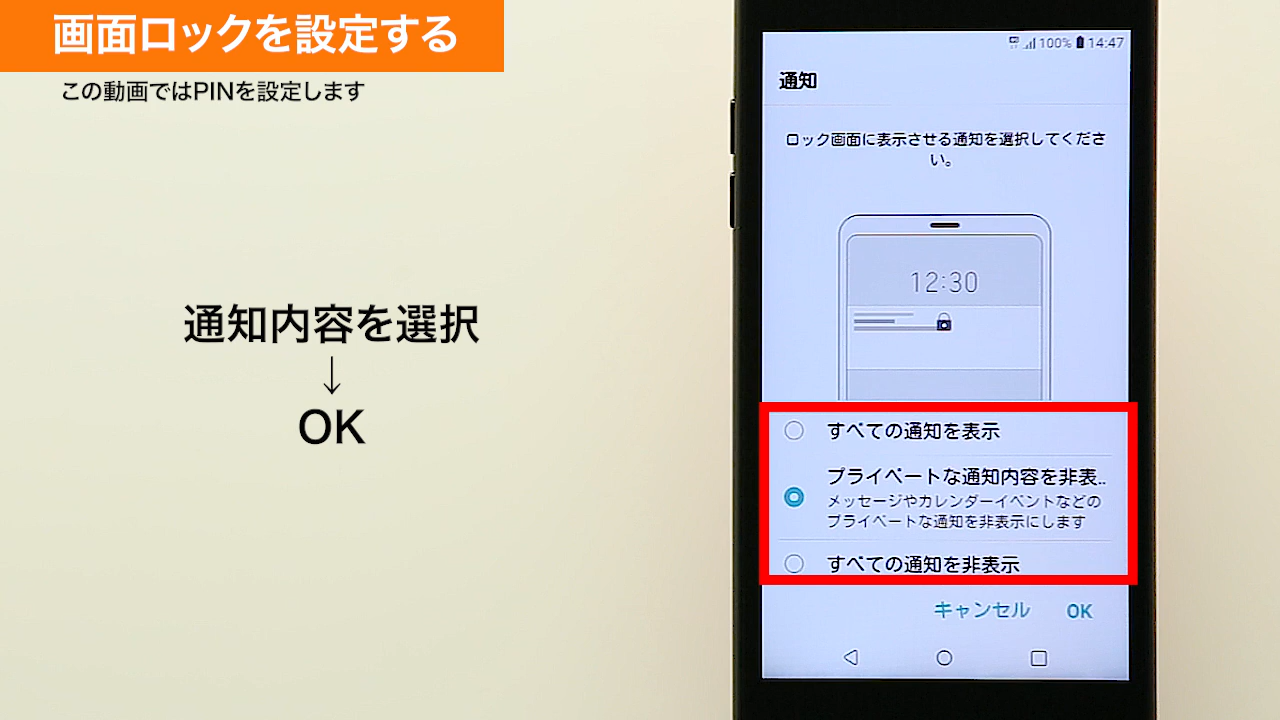 画面ロックを設定する
この動画ではPINを設定します
通知内容を選択
↓
OK
100% 14:47
通知
ロック画面に表示させる通知を選択してくださ
い。
12:30
すべての通知を表示
プライベートな通知内容を非表..
メッセージやカレンダーイベントなどの
プライベートな通知を非表示にします
すべての通知を非表示
キャンセル OK